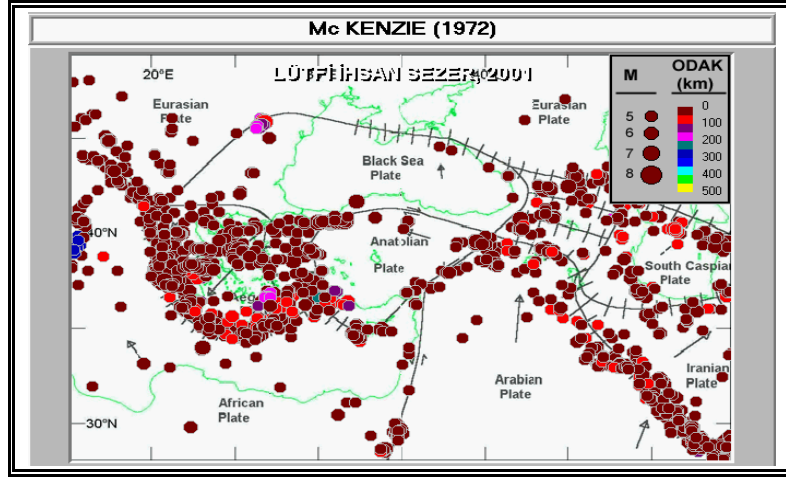 Mc KENZIE (1972)
20°E
LÜTFİ İHSAN SEZER, 2001
M
ODAK
(km)
5
6
7
8
0
100
200
300
400
500
Eurasian
Plate
Eurasian
Plate
Black Sea
Plate
40°N
Anatolian
Plate
South Caspian
Plate
Arabian
Plate
Iranian
Plate
African
Plate
30°N